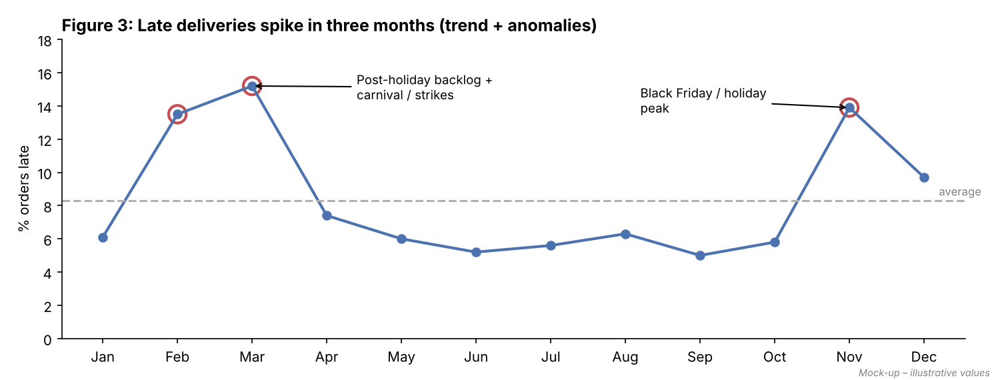 Figure 3: Late deliveries spike in three months (trend + anomalies)
18
16
14
12
10
8
6
4
2
0
% orders late
Post-holiday backlog +
carnival / strikes
Black Friday / holiday
peak
average
Jan Feb Mar Apr May Jun Jul Aug Sep Oct Nov Dec
Mock-up – illustrative values